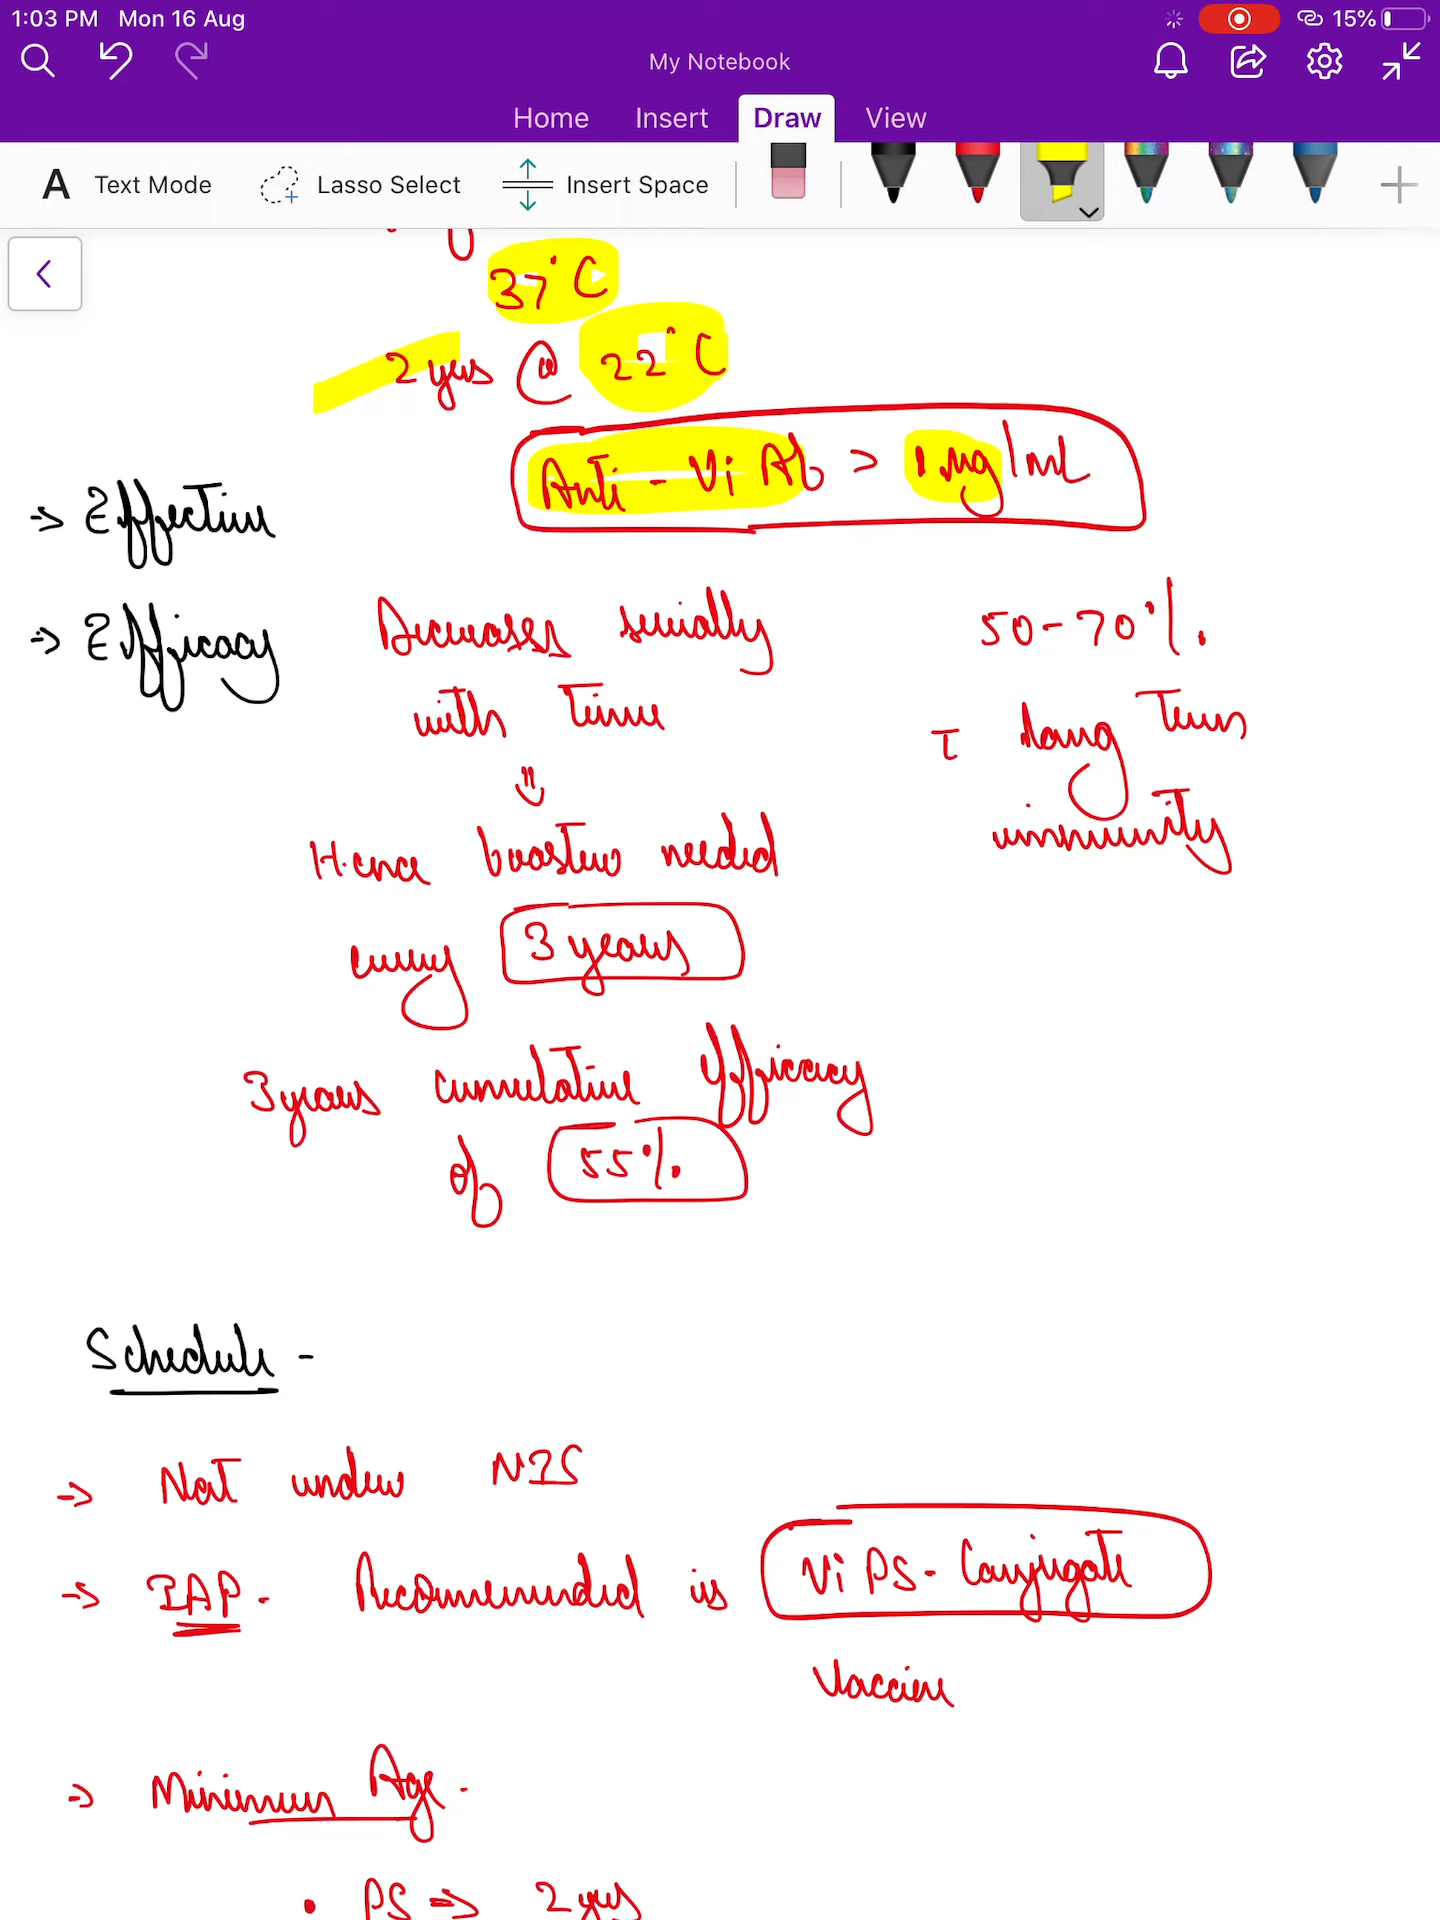 1:03 PM Mon 16 Aug 15%
My Notebook
Home Insert Draw View
A Text Mode Lasso Select Insert Space
37°C
2 yrs @ 22°C
Anti - Vi Ab > 1 µg/mL
⇒ Effective
⇒ Efficacy Decreases serially 50-70%.
with time c̄ long Term
⇓ immunity
Hence boosters needed
every 3 years
3 years cumulative efficacy
of 55%.
Schedule -
⇒ Not under NIS
⇒ IAP - Recommended is Vi PS - Conjugate
Vaccine
⇒ Minimum Age -
• PS ⇒ 2 yrs